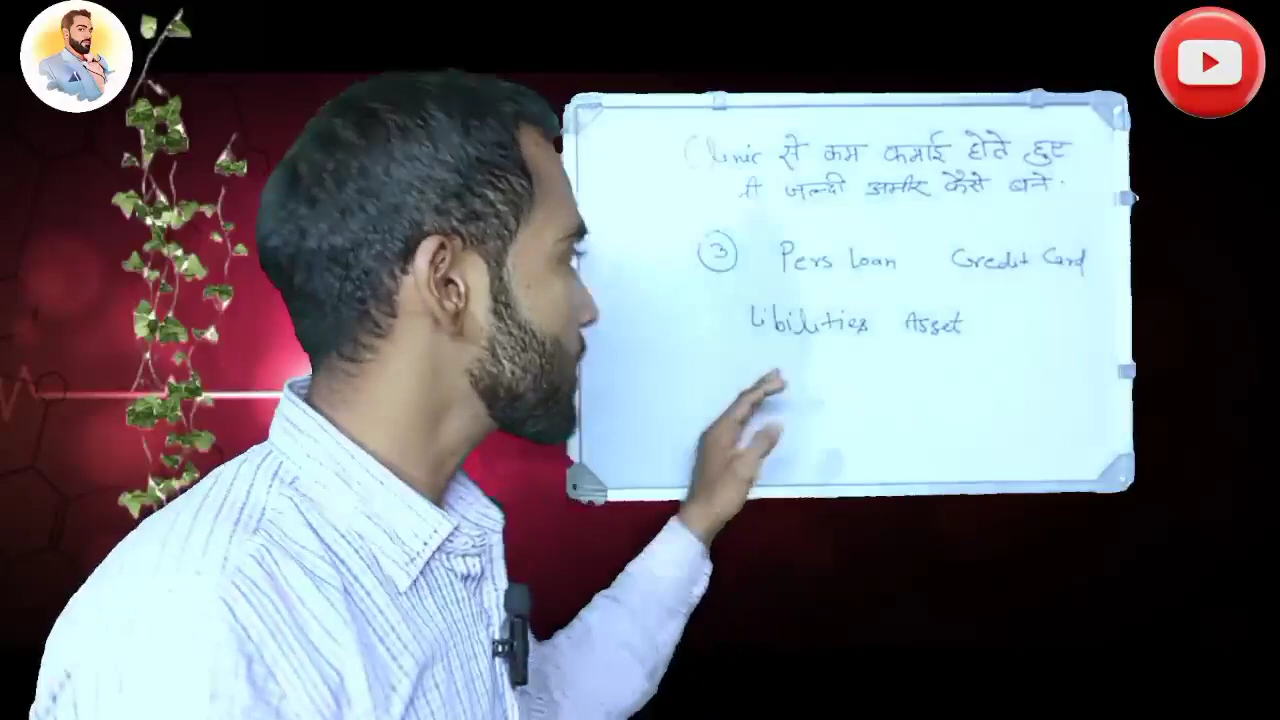 Clinic से कम कमाई होते हुए
भी जल्दी अमीर कैसे बने.
③ Pers Loan Credit Card
Libilities Asset